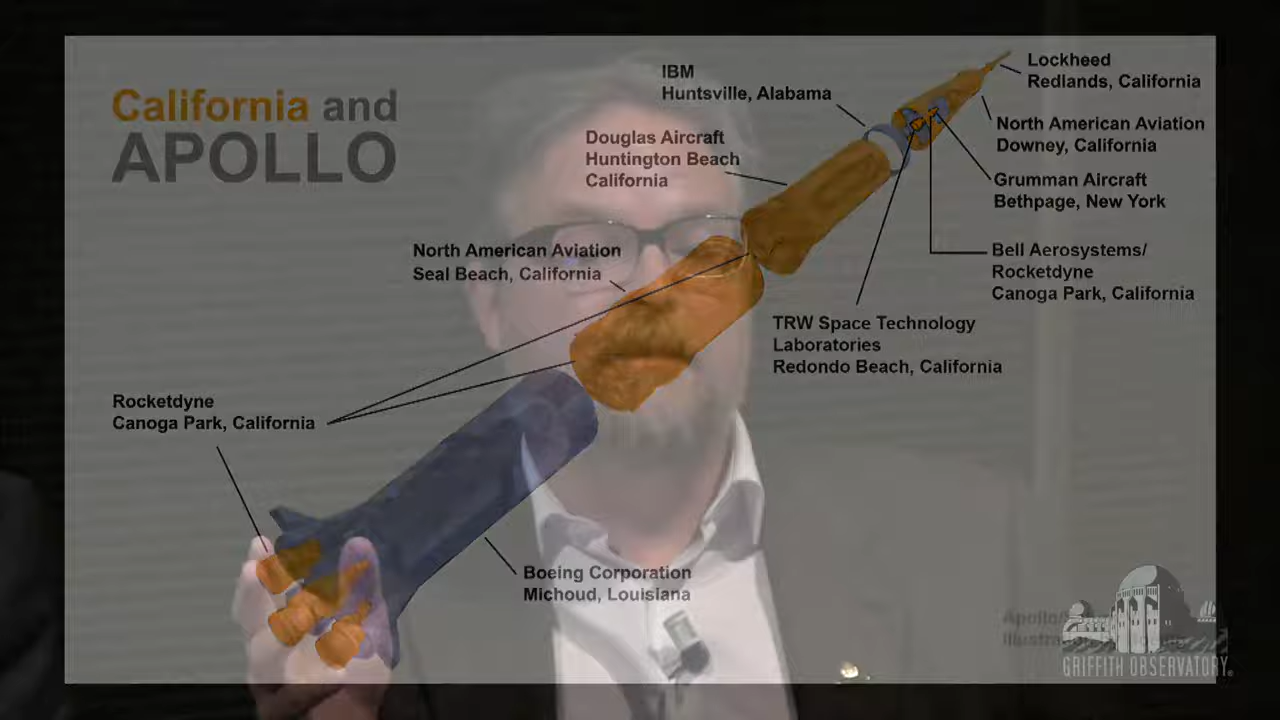 California and
APOLLO
IBM
Huntsville, Alabama
Lockheed
Redlands, California
Douglas Aircraft
Huntington Beach
California
North American Aviation
Downey, California
Grumman Aircraft
Bethpage, New York
North American Aviation
Seal Beach, California
Bell Aerosystems/
Rocketdyne
Canoga Park, California
TRW Space Technology
Laboratories
Redondo Beach, California
Rocketdyne
Canoga Park, California
Boeing Corporation
Michoud, Louisiana
GRIFFITH OBSERVATORY